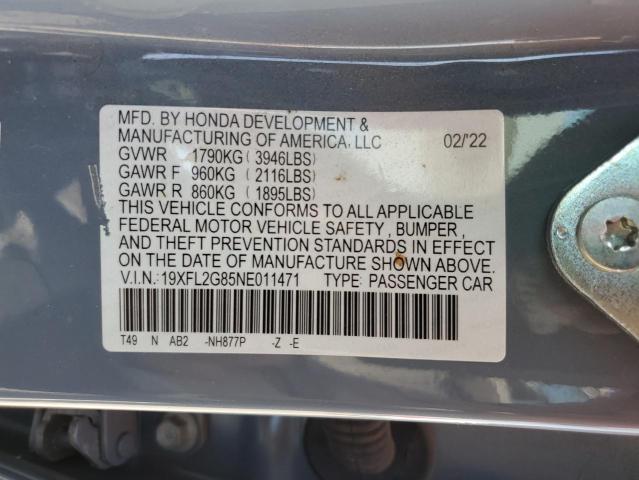 MFD. BY HONDA DEVELOPMENT &
MANUFACTURING OF AMERICA, LLC 02/'22
GVWR 1790KG ( 3946LBS)
GAWR F 960KG ( 2116LBS)
GAWR R 860KG ( 1895LBS)
THIS VEHICLE CONFORMS TO ALL APPLICABLE
FEDERAL MOTOR VEHICLE SAFETY, BUMPER,
AND THEFT PREVENTION STANDARDS IN EFFECT
ON THE DATE OF MANUFACTURE SHOWN ABOVE.
V.I.N.: 19XFL2G85NE011471 TYPE: PASSENGER CAR
T49 N AB2 -NH877P -Z -E